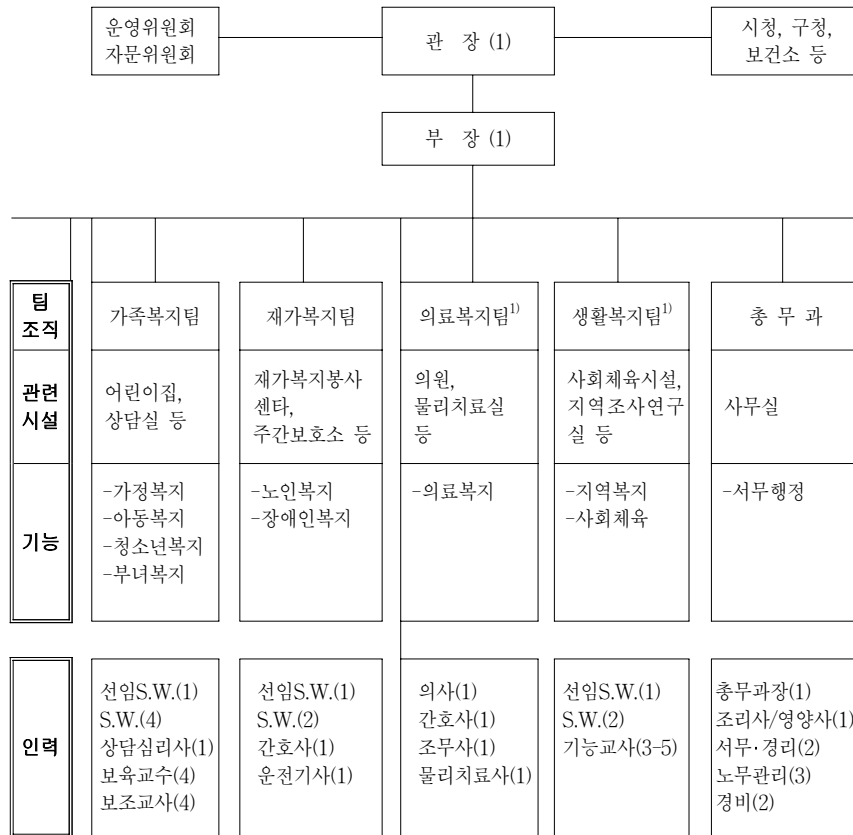 운영위원회
자문위원회
관 장 (1)
시청, 구청,
보건소 등
부 장 (1)
팀
조직
가족복지팀
재가복지팀
의료복지팀1)
생활복지팀1)
총 무 과
관련
시설
어린이집,
상담실 등
재가복지봉사
센타,
주간보호소 등
의원,
물리치료실
등
사회체육시설,
지역조사연구
실 등
사무실
기능
-가정복지
-아동복지
-청소년복지
-부녀복지
-노인복지
-장애인복지
-의료복지
-지역복지
-사회체육
-서무행정
인력
선임S.W.(1)
S.W.(4)
상담심리사(1)
보육교수(4)
보조교사(4)
선임S.W.(1)
S.W.(2)
간호사(1)
운전기사(1)
의사(1)
간호사(1)
조무사(1)
물리치료사(1)
선임S.W.(1)
S.W.(2)
기능교사(3-5)
총무과장(1)
조리사/영양사(1)
서무·경리(2)
노무관리(3)
경비(2)